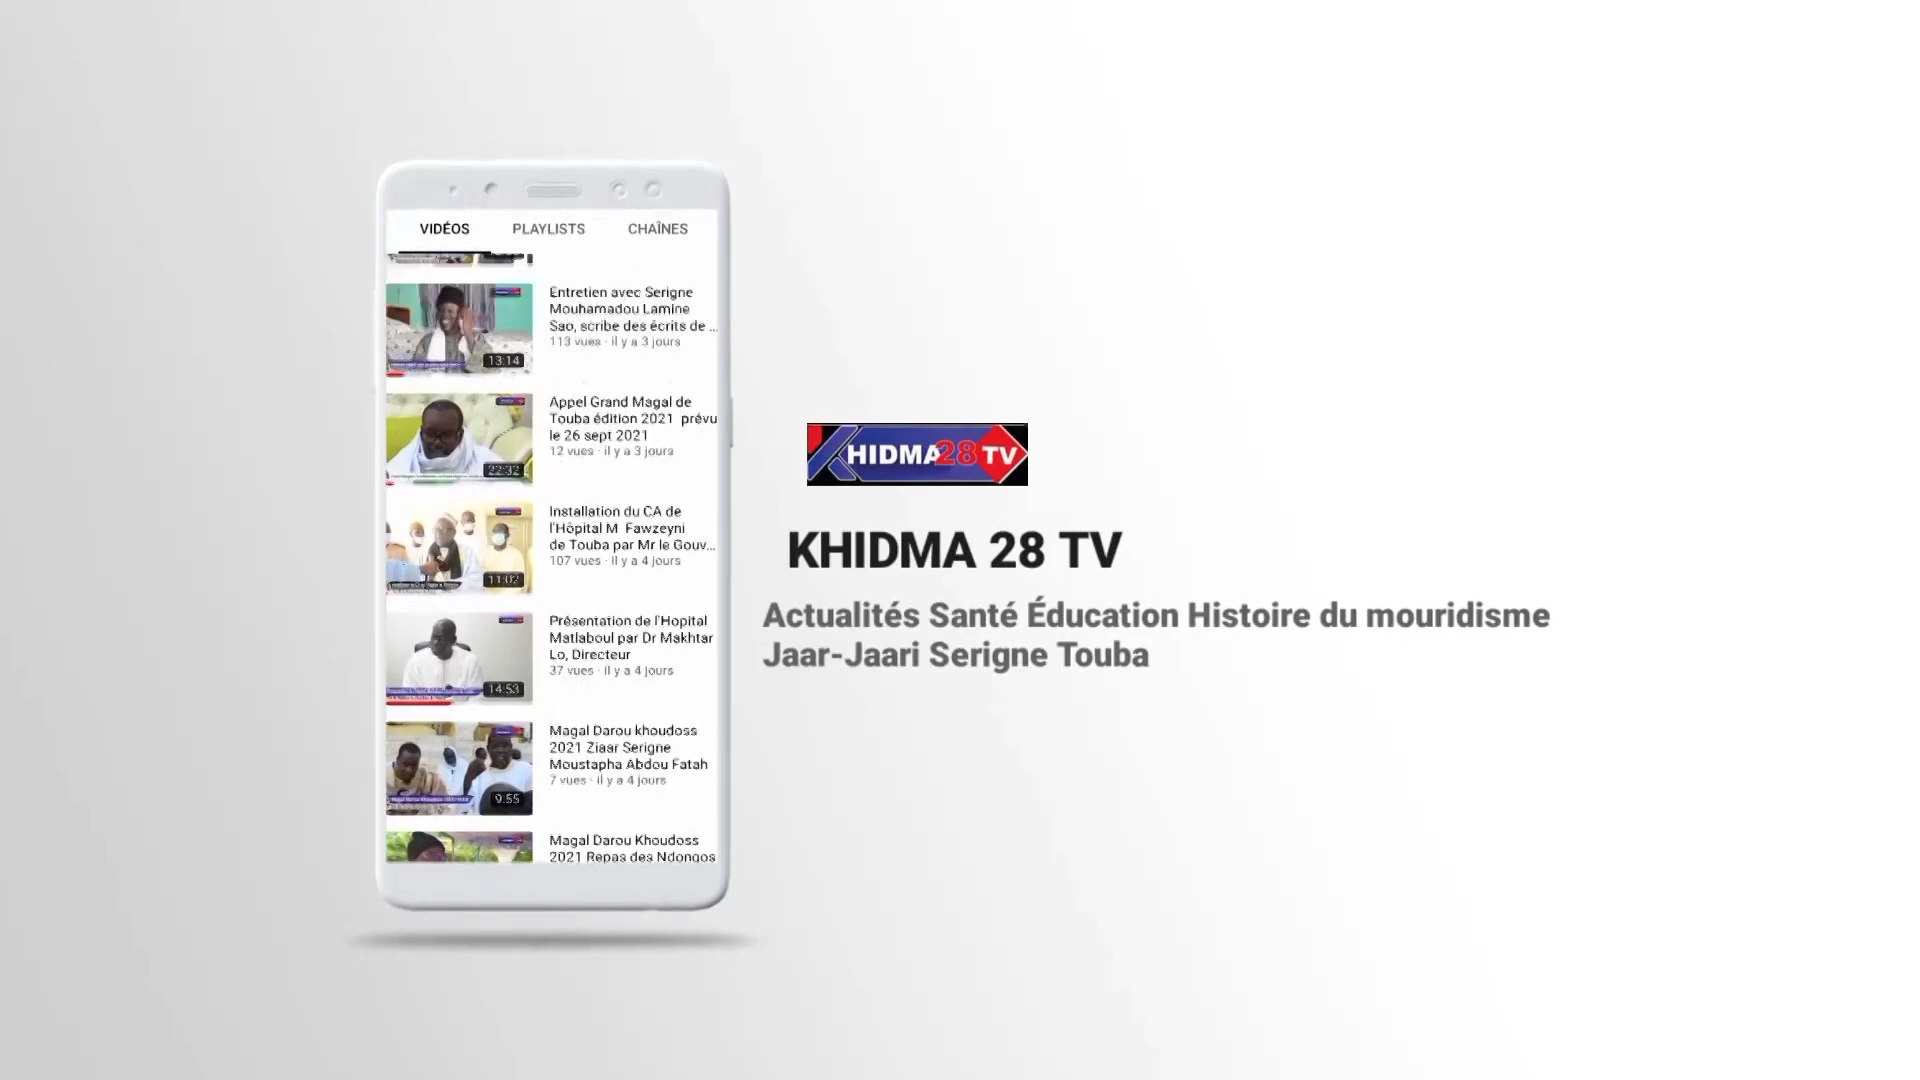 VIDÉOS PLAYLISTS CHAÎNES
Entretien avec Serigne
Mouhamadou Lamine
Sao, scribe des écrits de ...
113 vues · il y a 3 jours
13:14
Appel Grand Magal de
Touba édition 2021 prévu
le 26 sept 2021
12 vues · il y a 3 jours
22:32
Installation du CA de
l'Hôpital M Fawzeyni
de Touba par Mr le Gouv...
107 vues · il y a 4 jours
11:02
Présentation de l'Hopital
Matlaboul par Dr Makhtar
Lo, Directeur
37 vues · il y a 4 jours
14:53
Magal Darou khoudoss
2021 Ziaar Serigne
Moustapha Abdou Fatah
7 vues · il y a 4 jours
9:55
Magal Darou Khoudoss
2021 Repas des Ndongos
KHIDMA 28 TV
KHIDMA 28 TV
Actualités Santé Éducation Histoire du mouridisme
Jaar-Jaari Serigne Touba